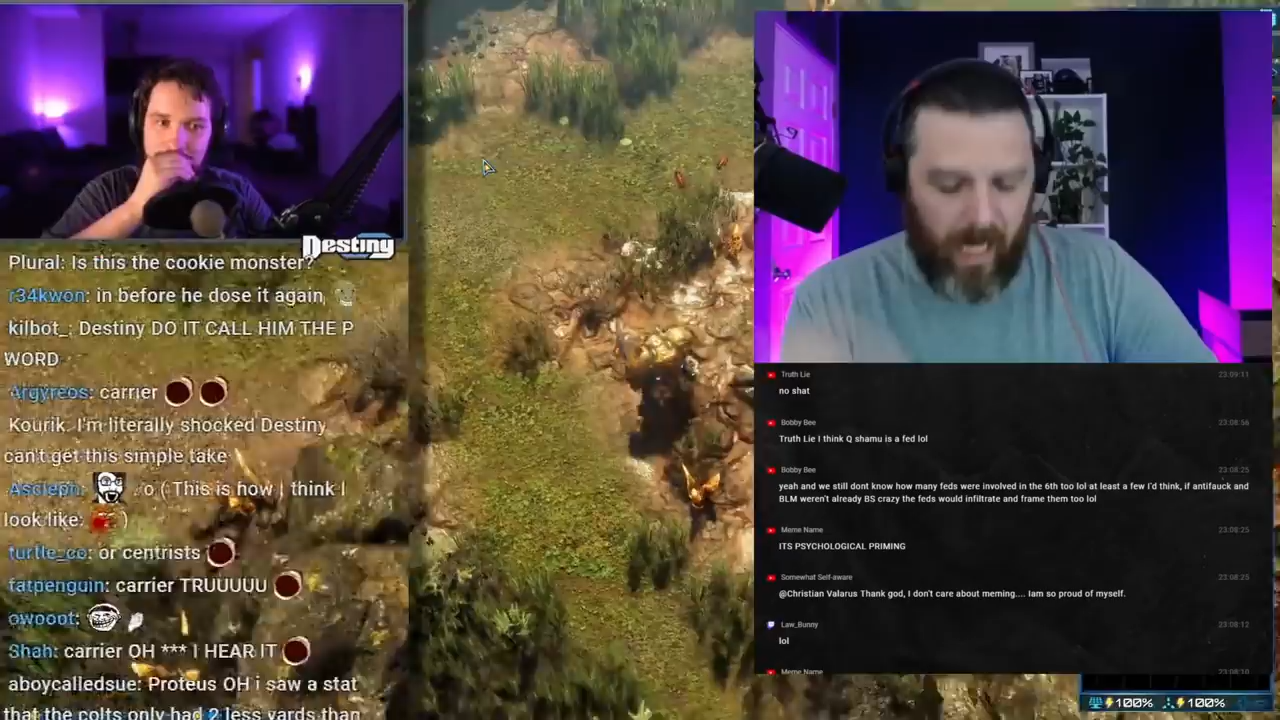 Destiny
Plural: Is this the cookie monster?
r34kwon: in before he dose it again,
kilbot_: Destiny DO IT CALL HIM THE P
WORD
Argyreos: carrier
Kourik: I'm literally shocked Destiny
can't get this simple take
Asclepii: o ( This is how I think I
look like: )
turtle_co: or centrists
fatpenguin: carrier TRUUUUU
owooot:
Shah: carrier OH *** I HEAR IT
aboycalledsue: Proteus OH i saw a stat
that the colts only had 2 less yards than
Truth Lie 23:09:11
no shat
Bobby Bee 23:08:56
Truth Lie I think Q shamu is a fed lol
Bobby Bee 23:08:25
yeah and we still dont know how many feds were involved in the 6th too lol at least a few I'd think, if antifauck and
BLM weren't already BS crazy the feds would infiltrate and frame them too lol
Meme Name 23:08:25
ITS PSYCHOLOGICAL PRIMING
Somewhat Self-aware 23:08:25
@Christian Valarus Thank god, I don't care about meming.... Iam so proud of myself.
Law_Bunny 23:08:12
lol
Meme Name 23:08:10
100% 100%